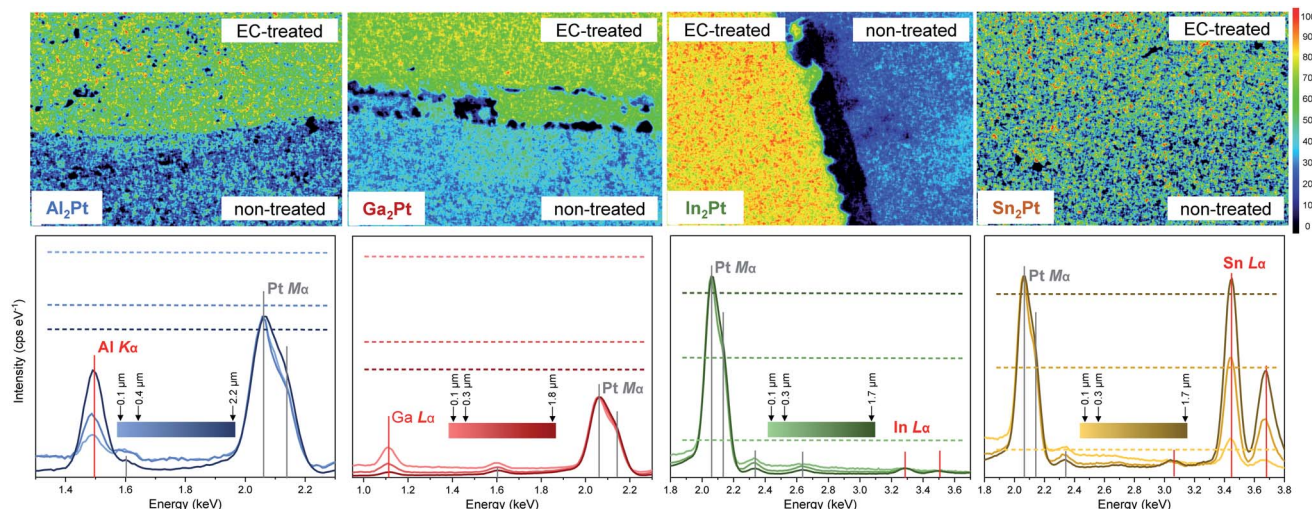 EC-treated
Al₂Pt
non-treated
EC-treated
Ga₂Pt
non-treated
EC-treated
non-treated
In₂Pt
EC-treated
Sn₂Pt
non-treated
100
90
80
70
60
50
40
30
20
10
0
Intensity (cps eV⁻¹)
Al Kα
Pt Mα
0.1 µm
0.4 µm
2.2 µm
1.4 1.6 1.8 2.0 2.2
Energy (keV)
Ga Lα
Pt Mα
0.1 µm
0.3 µm
1.8 µm
1.0 1.2 1.4 1.6 1.8 2.0 2.2
Energy (keV)
Pt Mα
In Lα
0.1 µm
0.3 µm
1.7 µm
1.8 2.0 2.2 2.4 2.6 2.8 3.0 3.2 3.4 3.6
Energy (keV)
Pt Mα
Sn Lα
0.1 µm
0.3 µm
1.7 µm
1.8 2.0 2.2 2.4 2.6 2.8 3.0 3.2 3.4 3.6 3.8
Energy (keV)